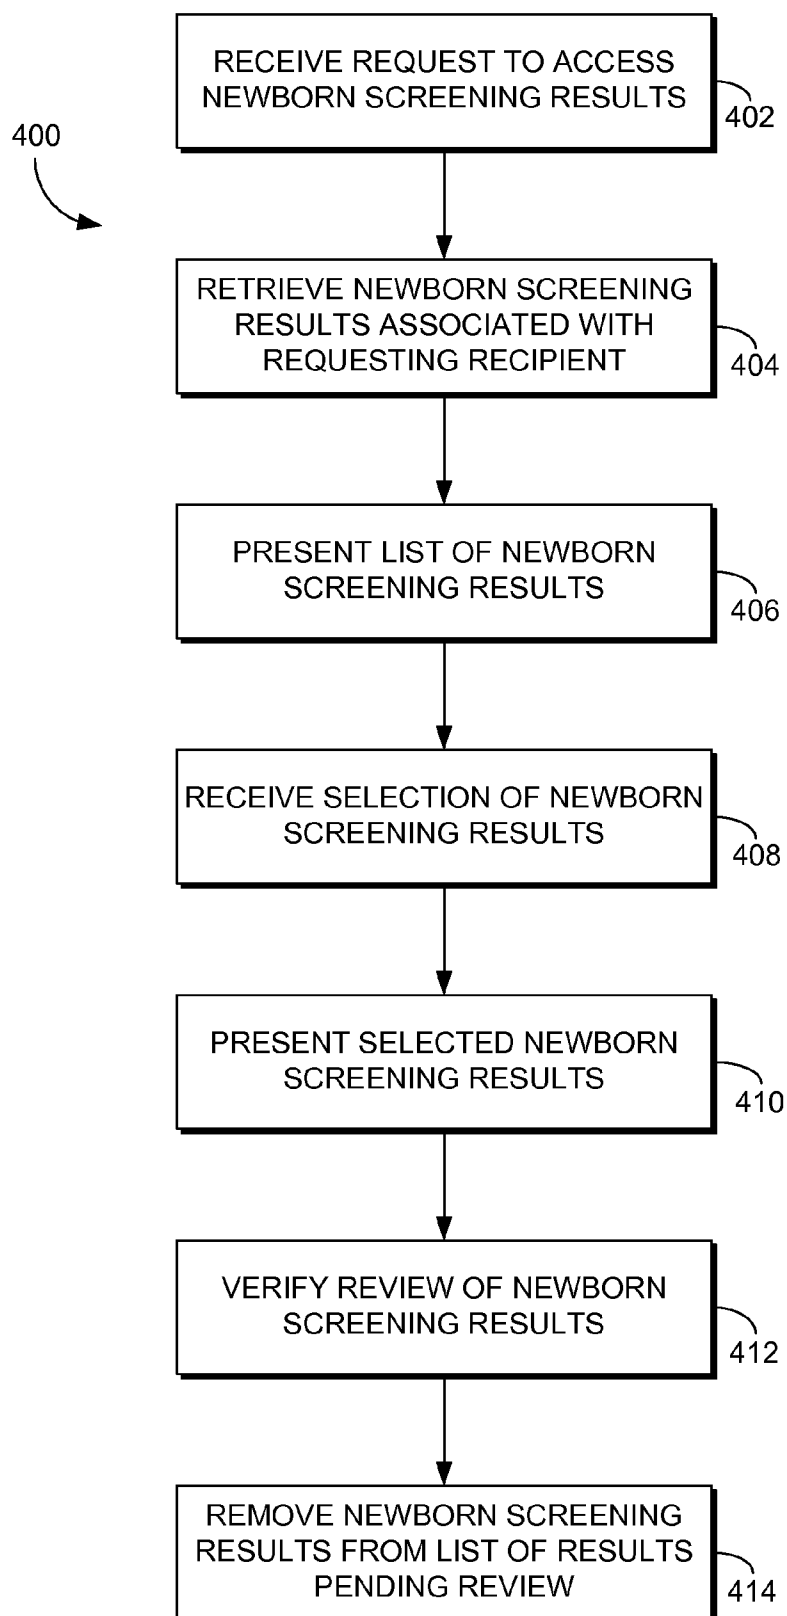 RECEIVE REQUEST TO ACCESS
NEWBORN SCREENING RESULTS
402
400
RETRIEVE NEWBORN SCREENING
RESULTS ASSOCIATED WITH
REQUESTING RECIPIENT
404
PRESENT LIST OF NEWBORN
SCREENING RESULTS
406
RECEIVE SELECTION OF NEWBORN
SCREENING RESULTS
408
PRESENT SELECTED NEWBORN
SCREENING RESULTS
410
VERIFY REVIEW OF NEWBORN
SCREENING RESULTS
412
REMOVE NEWBORN SCREENING
RESULTS FROM LIST OF RESULTS
PENDING REVIEW
414